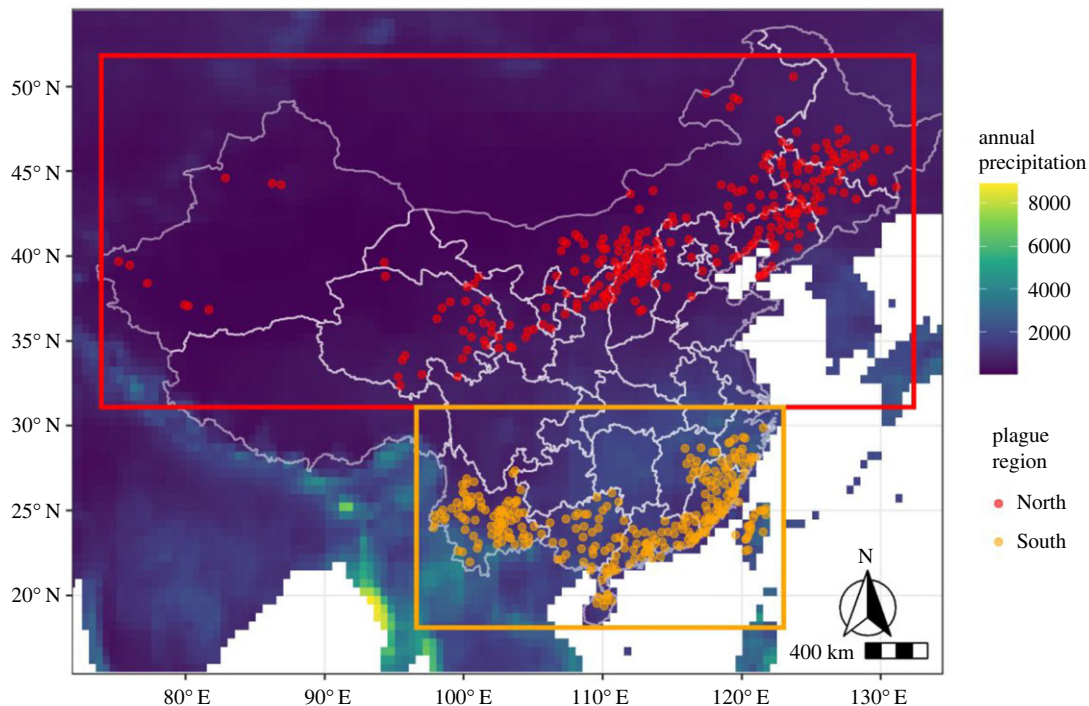 50° N
45° N
40° N
35° N
30° N
25° N
20° N
80° E
90° E
100° E
110° E
120° E
130° E
N
400 km
annual
precipitation
8000
6000
4000
2000
plague
region
North
South